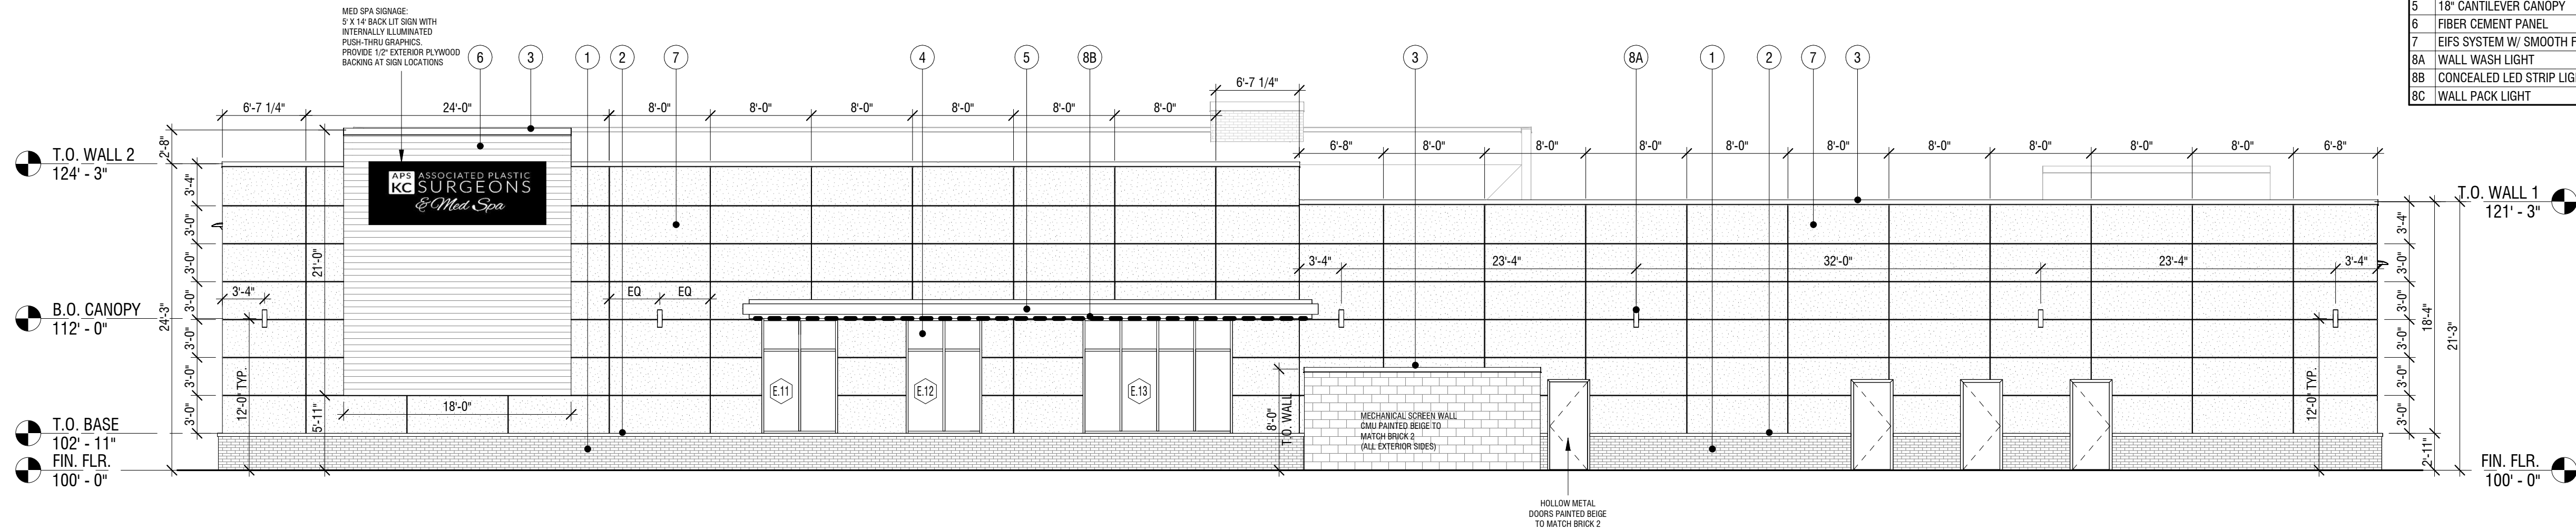 MED SPA SIGNAGE:
5' X 14' BACK LIT SIGN WITH
INTERNALLY ILLUMINATED
PUSH-THRU GRAPHICS.
PROVIDE 1/2" EXTERIOR PLYWOOD
BACKING AT SIGN LOCATIONS
5 18" CANTILEVER CANOPY
6 FIBER CEMENT PANEL
7 EIFS SYSTEM W/ SMOOTH F
8A WALL WASH LIGHT
8B CONCEALED LED STRIP LIG
8C WALL PACK LIGHT
6 3 1 2 7 4 5 8B 3 8A 1 2 7 3
6'-7 1/4"
6'-7 1/4" 24'-0" 8'-0" 8'-0" 8'-0" 8'-0" 8'-0" 8'-0"
6'-8" 8'-0" 8'-0" 8'-0" 8'-0" 8'-0" 8'-0" 8'-0" 8'-0" 8'-0" 6'-8"
T.O. WALL 2
124' - 3"
B.O. CANOPY
112' - 0"
T.O. BASE
102' - 11"
FIN. FLR.
100' - 0"
2'-8"
24'-3"
3'-4"
3'-0"
3'-0"
3'-0"
3'-0"
3'-0"
3'-0"
3'-4"
12'-0" TYP.
21'-0"
5'-11"
18'-0"
APS
KC
ASSOCIATED PLASTIC
SURGEONS
& Med Spa
EQ EQ
E.11 E.12 E.13
3'-4" 23'-4" 32'-0" 23'-4" 3'-4"
8'-0"
T.O. WALL
MECHANICAL SCREEN WALL
CMU PAINTED BEIGE TO
MATCH BRICK 2
(ALL EXTERIOR SIDES)
HOLLOW METAL
DOORS PAINTED BEIGE
TO MATCH BRICK 2
12'-0" TYP.
3'-4"
3'-0"
3'-0"
3'-0"
3'-0"
3'-0"
18'-4"
2'-11"
21'-3"
T.O. WALL 1
121' - 3"
FIN. FLR.
100' - 0"